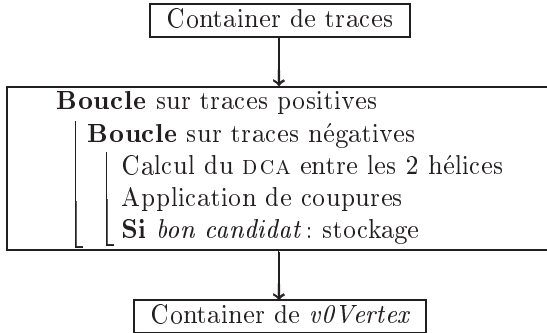 Container de traces
Boucle sur traces positives
Boucle sur traces négatives
Calcul du DCA entre les 2 hélices
Application de coupures
Si bon candidat : stockage
Container de v0Vertex